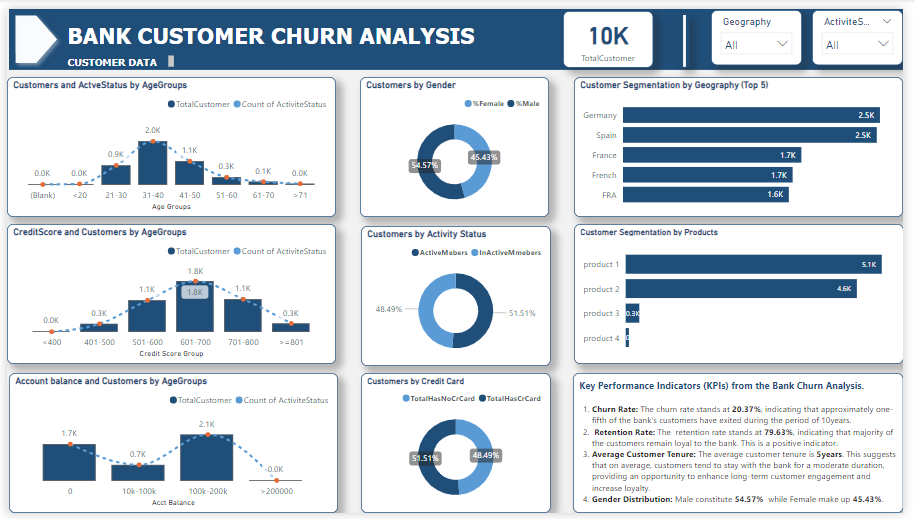 BANK CUSTOMER CHURN ANALYSIS
CUSTOMER DATA
10K
TotalCustomer
Geography
All
ActiviteS...
All
Customers and ActveStatus by AgeGroups
TotalCustomer Count of ActiviteStatus
0.0K 0.0K 0.9K 2.0K 1.1K 0.3K 0.1K 0.0K
(Blank) <20 21-30 31-40 41-50 51-60 61-70 >71
Age Groups
Customers by Gender
%Female %Male
54.57% 45.43%
Customer Segmentation by Geography (Top 5)
Germany 2.5K
Spain 2.5K
France 1.7K
French 1.7K
FRA 1.6K
CreditScore and Customers by AgeGroups
TotalCustomer Count of ActiviteStatus
0.0K 0.3K 1.1K 1.8K 1.1K 0.3K
1.8K
<400 401-500 501-600 601-700 701-800 >=801
Credit Score Group
Customers by Activity Status
ActiveMebers InActiveMmebers
48.49% 51.51%
Customer Segmentation by Products
product 1 5.1K
product 2 4.6K
product 3 0.3K
product 4
Account balance and Customers by AgeGroups
TotalCustomer Count of ActiviteStatus
1.7K 0.7K 2.1K 0.0K
0 10k-100k 100k-200k >200000
Acct Balance
Customers by Credit Card
TotalHasNoCrCard TotalHasCrCard
51.51% 48.49%
Key Performance Indicators (KPIs) from the Bank Churn Analysis.
1. Churn Rate: The churn rate stands at 20.37%, indicating that approximately one-
fifth of the bank's customers have exited during the period of 10years.
2. Retention Rate: The retention rate stands at 79.63%, indicating that majority of
the customers remain loyal to the bank. This is a positive indicator.
3. Average Customer Tenure: The average customer tenure is 5years. This suggests
that on average, customers tend to stay with the bank for a moderate duration,
providing an opportunity to enhance long-term customer engagement and
increase loyalty.
4. Gender Distribution: Male constitute 54.57% while Female make up 45.43%.